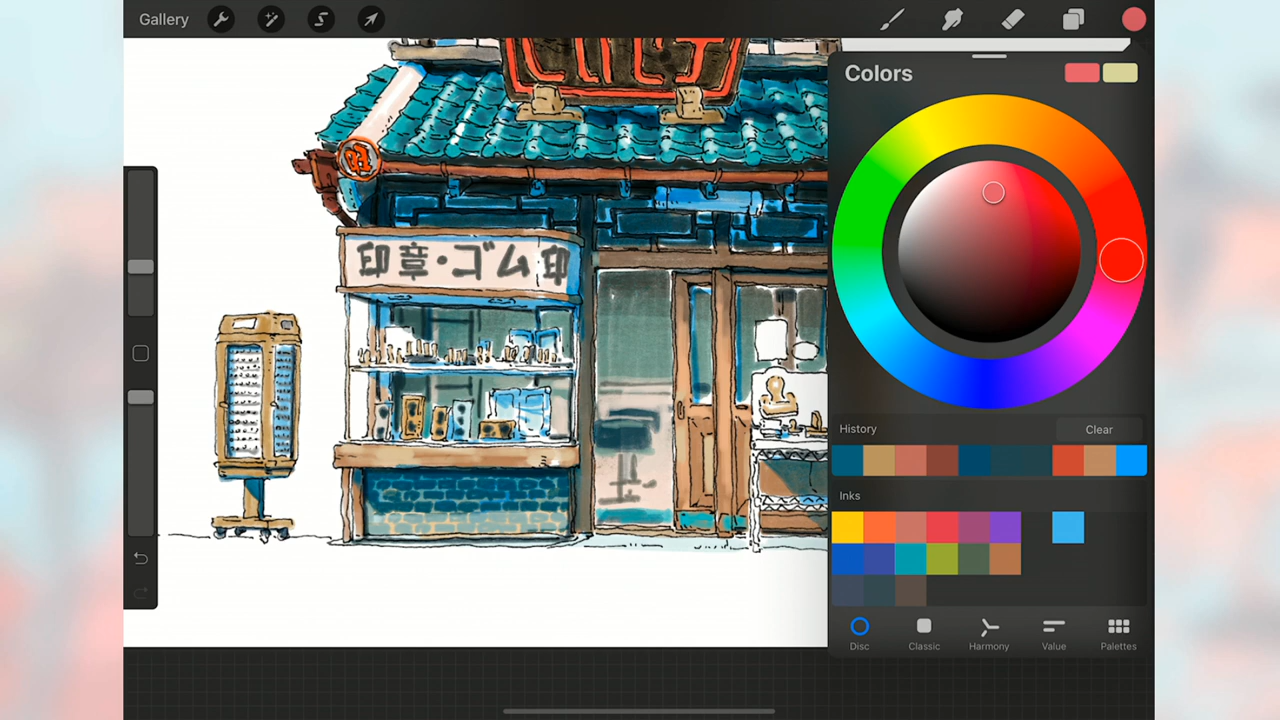 Gallery
Colors
印章・ゴム印
History
Clear
Inks
Disc
Classic
Harmony
Value
Palettes